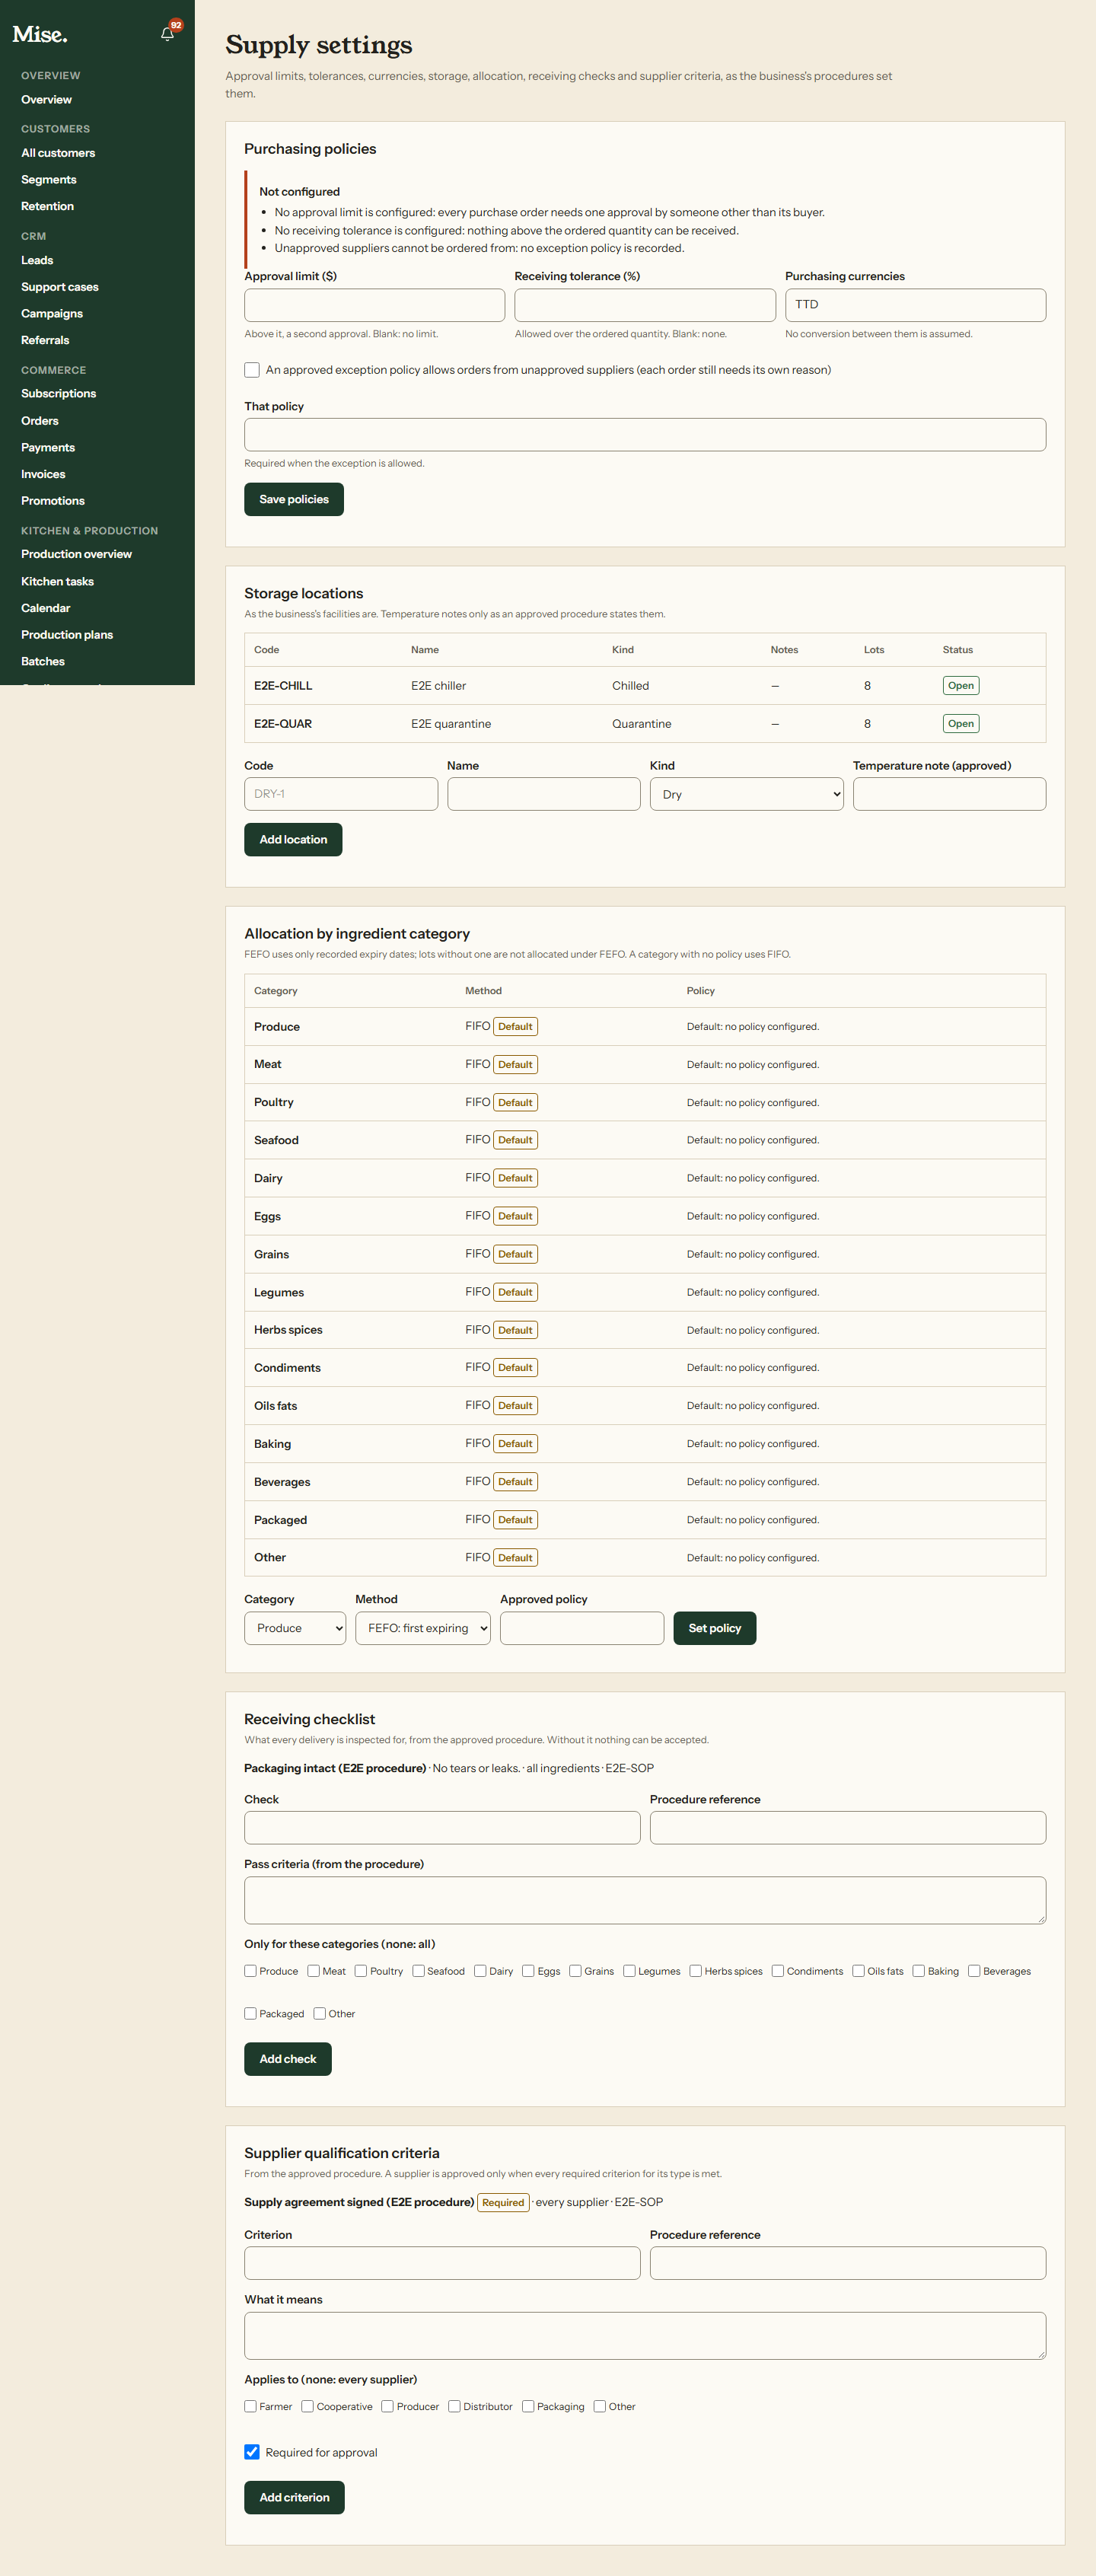 Mise.
92
OVERVIEW
Overview
CUSTOMERS
All customers
Segments
Retention
CRM
Leads
Support cases
Campaigns
Referrals
COMMERCE
Subscriptions
Orders
Payments
Invoices
Promotions
KITCHEN & PRODUCTION
Production overview
Kitchen tasks
Calendar
Production plans
Batches
Supply settings
Approval limits, tolerances, currencies, storage, allocation, receiving checks and supplier criteria, as the business's procedures set
them.
Purchasing policies
Not configured
• No approval limit is configured: every purchase order needs one approval by someone other than its buyer.
• No receiving tolerance is configured: nothing above the ordered quantity can be received.
• Unapproved suppliers cannot be ordered from: no exception policy is recorded.
Approval limit ($) Receiving tolerance (%) Purchasing currencies
TTD
Above it, a second approval. Blank: no limit. Allowed over the ordered quantity. Blank: none. No conversion between them is assumed.
An approved exception policy allows orders from unapproved suppliers (each order still needs its own reason)
That policy
Required when the exception is allowed.
Save policies
Storage locations
As the business's facilities are. Temperature notes only as an approved procedure states them.
Code Name Kind Notes Lots Status
E2E-CHILL E2E chiller Chilled — 8 Open
E2E-QUAR E2E quarantine Quarantine — 8 Open
Code Name Kind Temperature note (approved)
DRY-1 Dry
Add location
Allocation by ingredient category
FEFO uses only recorded expiry dates; lots without one are not allocated under FEFO. A category with no policy uses FIFO.
Category Method Policy
Produce FIFO Default Default: no policy configured.
Meat FIFO Default Default: no policy configured.
Poultry FIFO Default Default: no policy configured.
Seafood FIFO Default Default: no policy configured.
Dairy FIFO Default Default: no policy configured.
Eggs FIFO Default Default: no policy configured.
Grains FIFO Default Default: no policy configured.
Legumes FIFO Default Default: no policy configured.
Herbs spices FIFO Default Default: no policy configured.
Condiments FIFO Default Default: no policy configured.
Oils fats FIFO Default Default: no policy configured.
Baking FIFO Default Default: no policy configured.
Beverages FIFO Default Default: no policy configured.
Packaged FIFO Default Default: no policy configured.
Other FIFO Default Default: no policy configured.
Category Method Approved policy
Produce FEFO: first expiring Set policy
Receiving checklist
What every delivery is inspected for, from the approved procedure. Without it nothing can be accepted.
Packaging intact (E2E procedure) · No tears or leaks. · all ingredients · E2E-SOP
Check Procedure reference
Pass criteria (from the procedure)
Only for these categories (none: all)
Produce Meat Poultry Seafood Dairy Eggs Grains Legumes Herbs spices Condiments Oils fats Baking Beverages
Packaged Other
Add check
Supplier qualification criteria
From the approved procedure. A supplier is approved only when every required criterion for its type is met.
Supply agreement signed (E2E procedure) Required · every supplier · E2E-SOP
Criterion Procedure reference
What it means
Applies to (none: every supplier)
Farmer Cooperative Producer Distributor Packaging Other
Required for approval
Add criterion